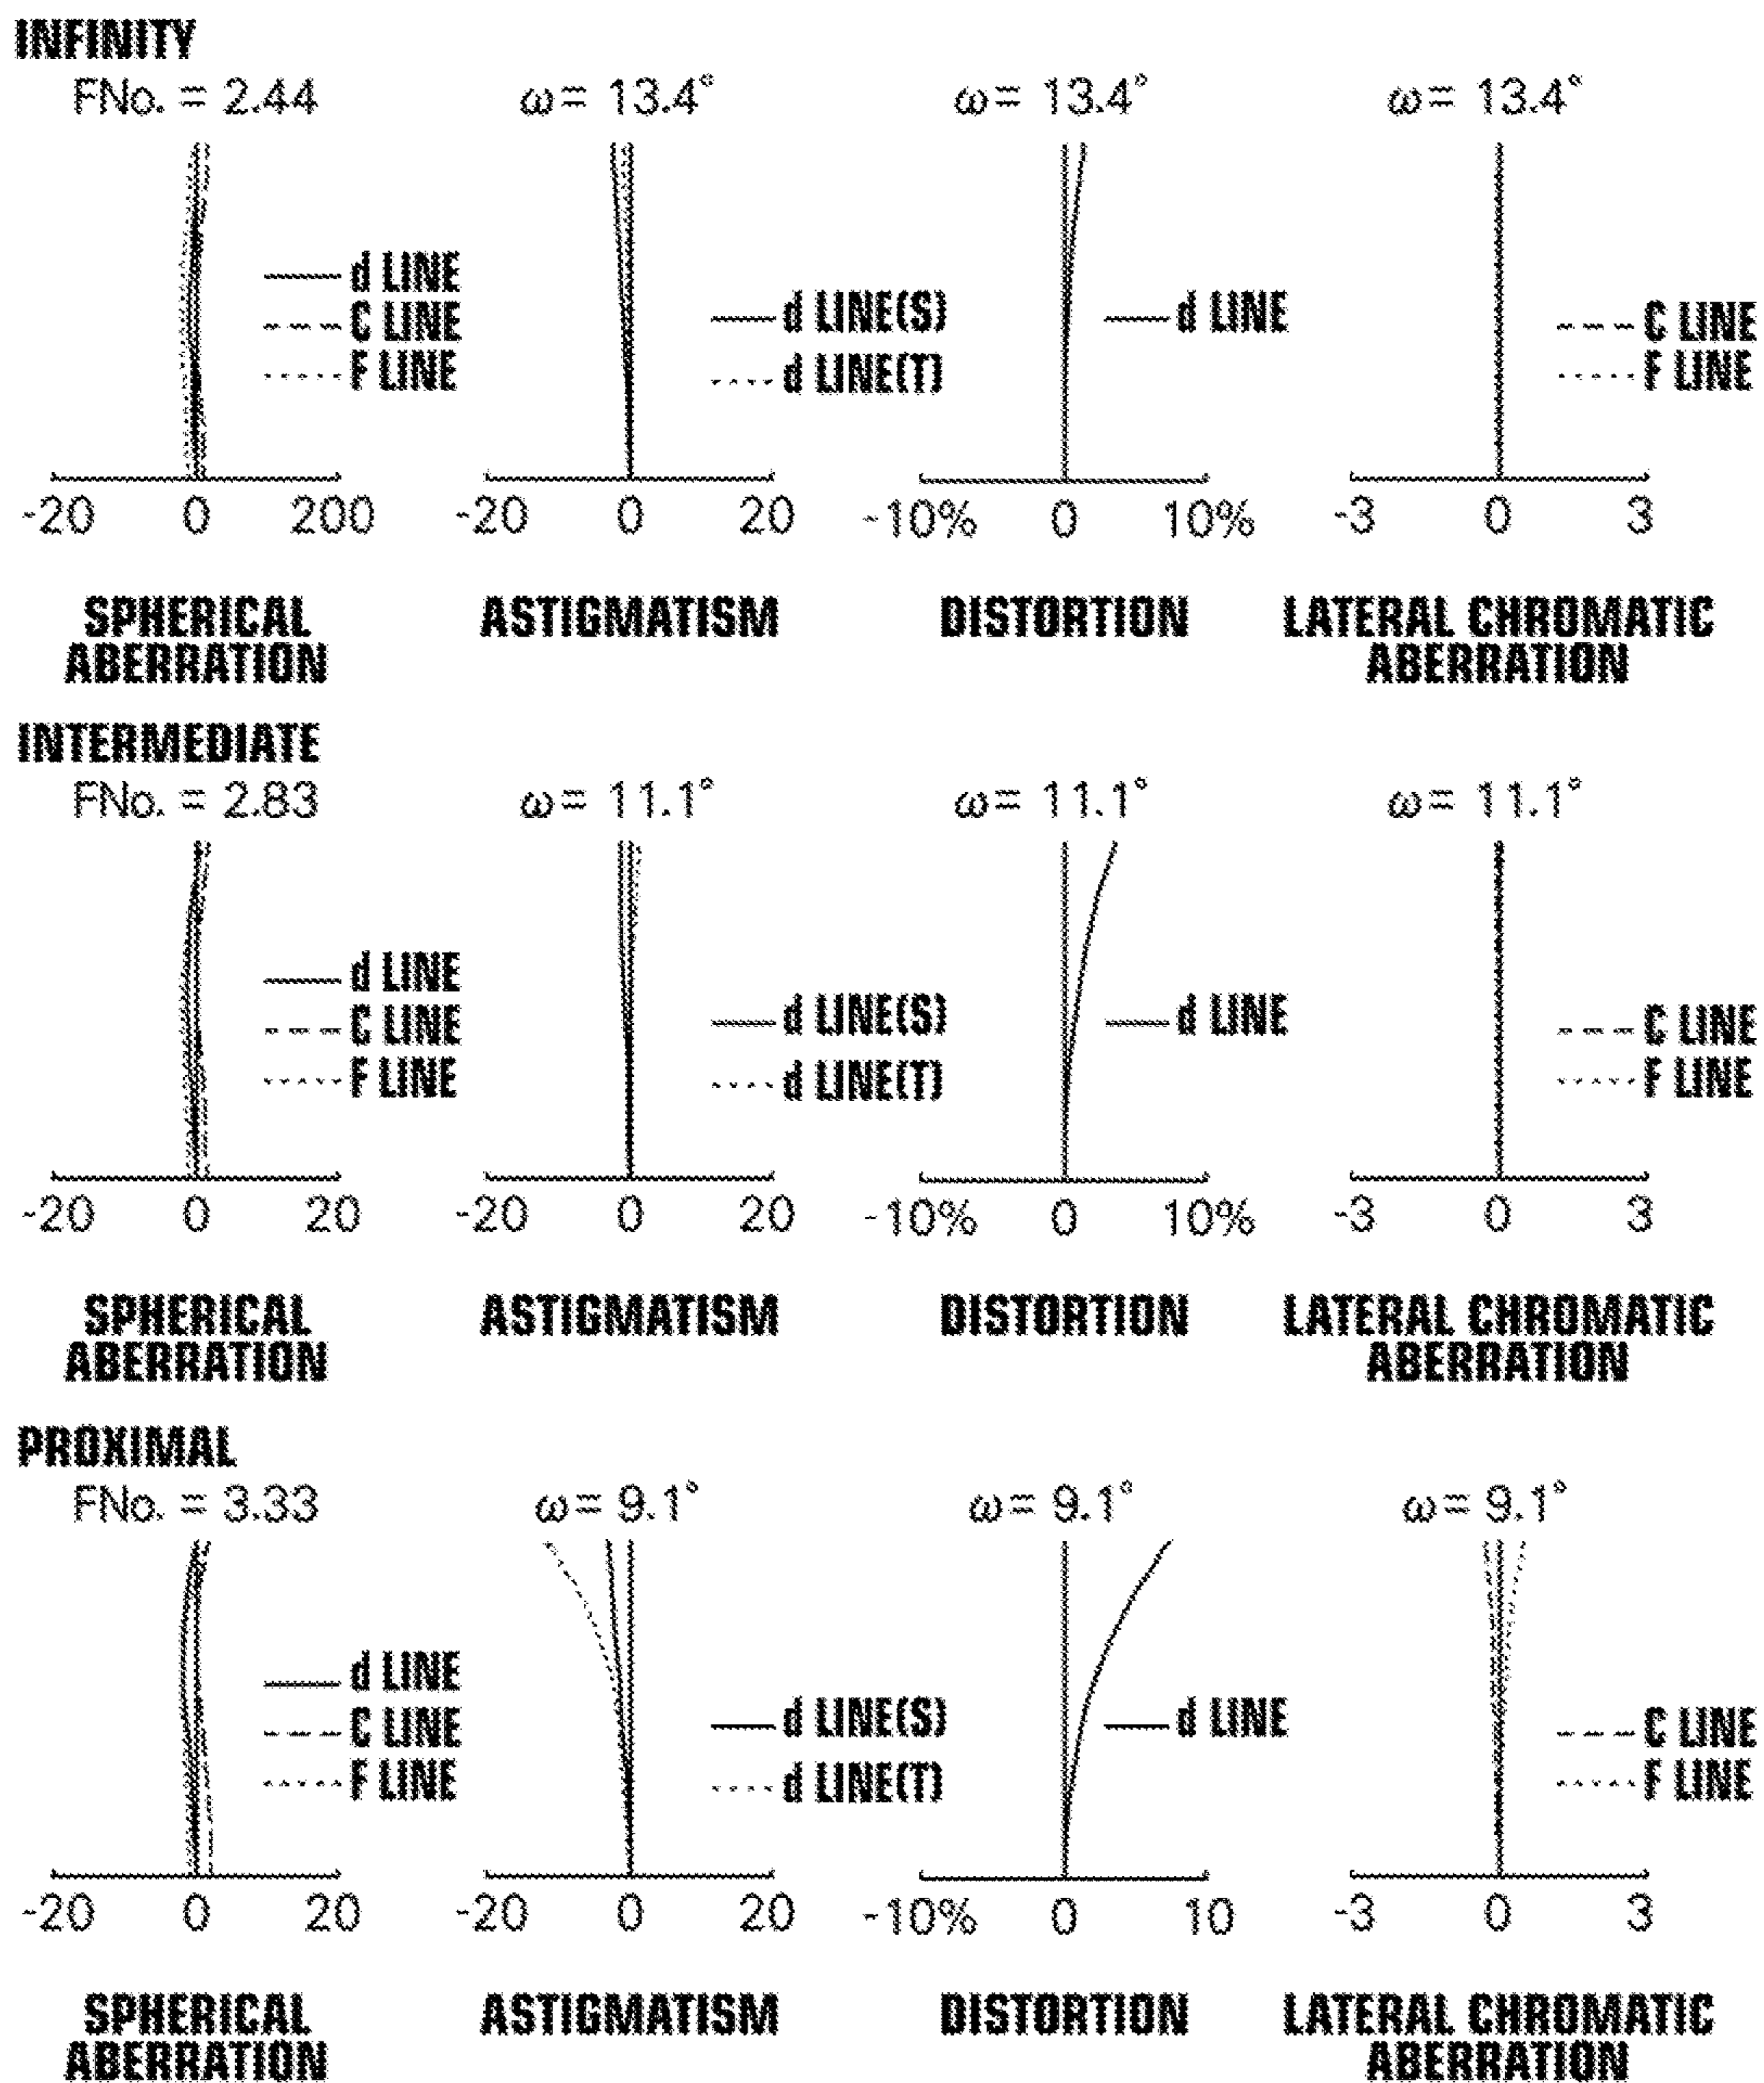 INFINITY
FNo. = 2.44
ω = 13.4°
ω = 13.4°
ω = 13.4°
d LINE
C LINE
F LINE
d LINE(S)
d LINE(T)
d LINE
C LINE
F LINE
-20 0 200
-20 0 20
-10% 0 10%
-3 0 3
SPHERICAL
ABERRATION
ASTIGMATISM
DISTORTION
LATERAL CHROMATIC
ABERRATION
INTERMEDIATE
FNo. = 2.83
ω = 11.1°
ω = 11.1°
ω = 11.1°
d LINE
C LINE
F LINE
d LINE(S)
d LINE(T)
d LINE
C LINE
F LINE
-20 0 20
-20 0 20
-10% 0 10%
-3 0 3
SPHERICAL
ABERRATION
ASTIGMATISM
DISTORTION
LATERAL CHROMATIC
ABERRATION
PROXIMAL
FNo. = 3.33
ω = 9.1°
ω = 9.1°
ω = 9.1°
d LINE
C LINE
F LINE
d LINE(S)
d LINE(T)
d LINE
C LINE
F LINE
-20 0 20
-20 0 20
-10% 0 10
-3 0 3
SPHERICAL
ABERRATION
ASTIGMATISM
DISTORTION
LATERAL CHROMATIC
ABERRATION